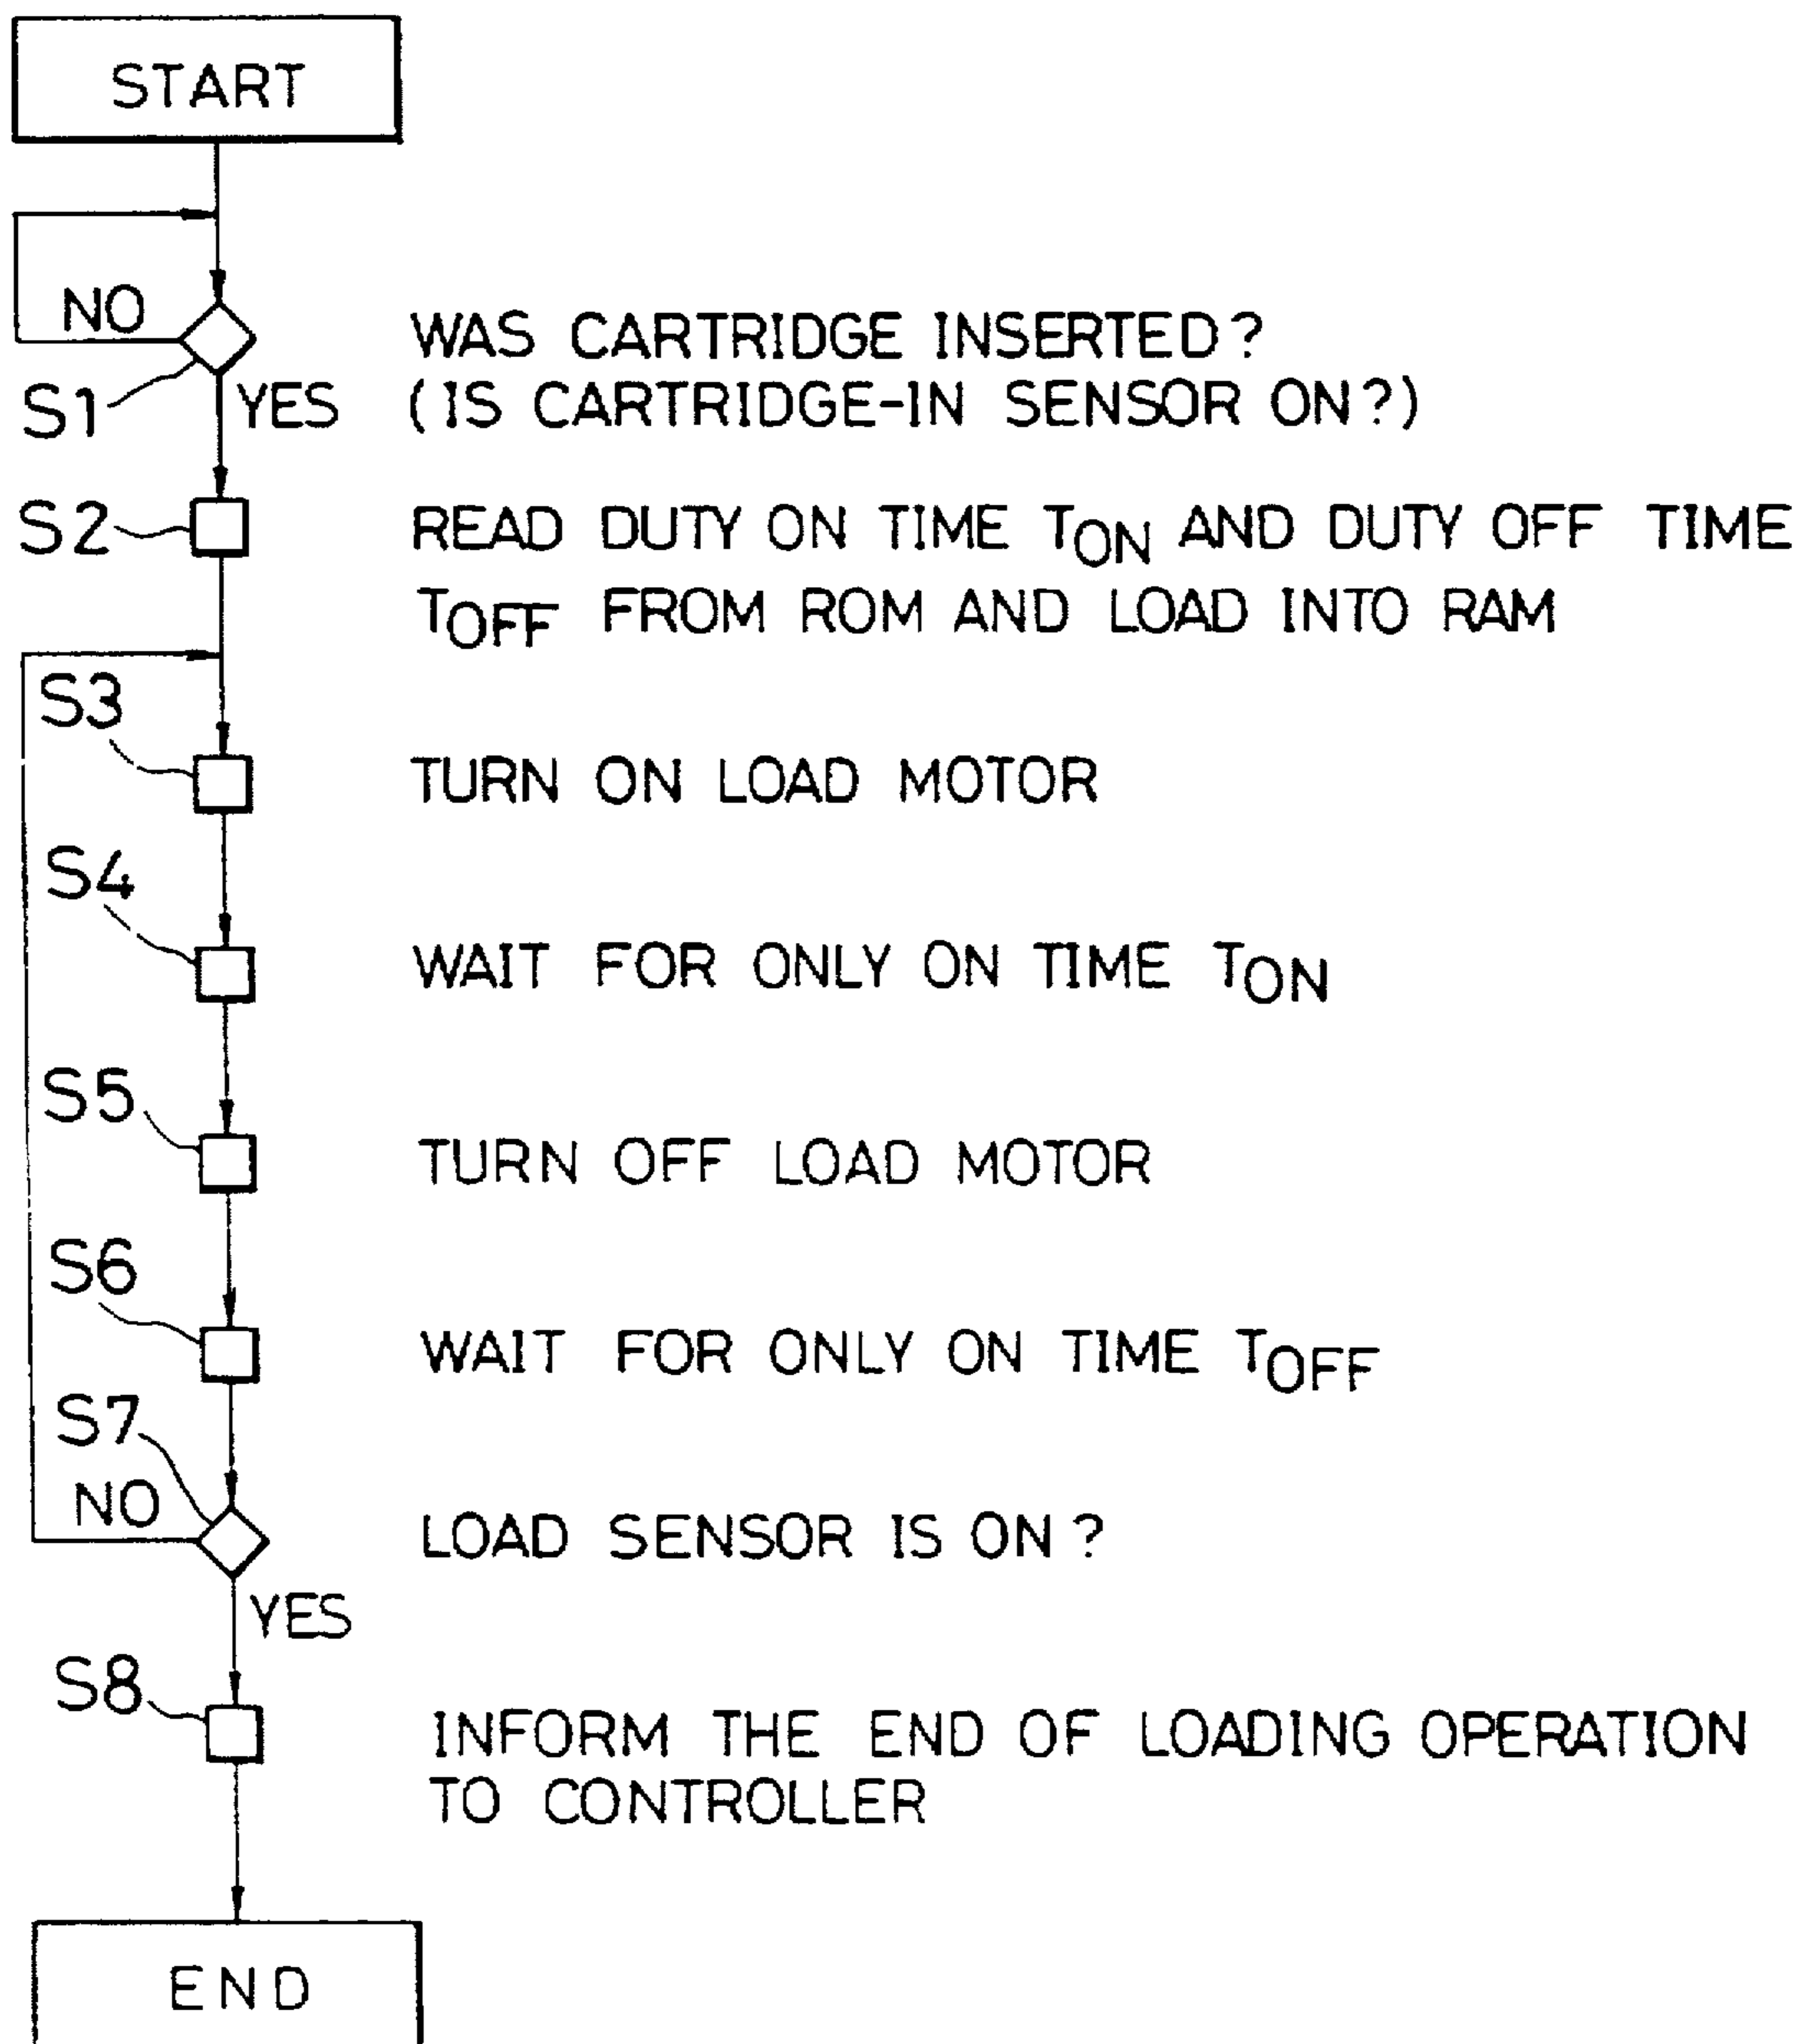 START
NO
WAS CARTRIDGE INSERTED?
S1
YES
(IS CARTRIDGE-IN SENSOR ON?)
S2
READ DUTY ON TIME TON AND DUTY OFF TIME
TOFF FROM ROM AND LOAD INTO RAM
S3
TURN ON LOAD MOTOR
S4
WAIT FOR ONLY ON TIME TON
S5
TURN OFF LOAD MOTOR
S6
WAIT FOR ONLY ON TIME TOFF
S7
NO
LOAD SENSOR IS ON?
YES
S8
INFORM THE END OF LOADING OPERATION
TO CONTROLLER
END